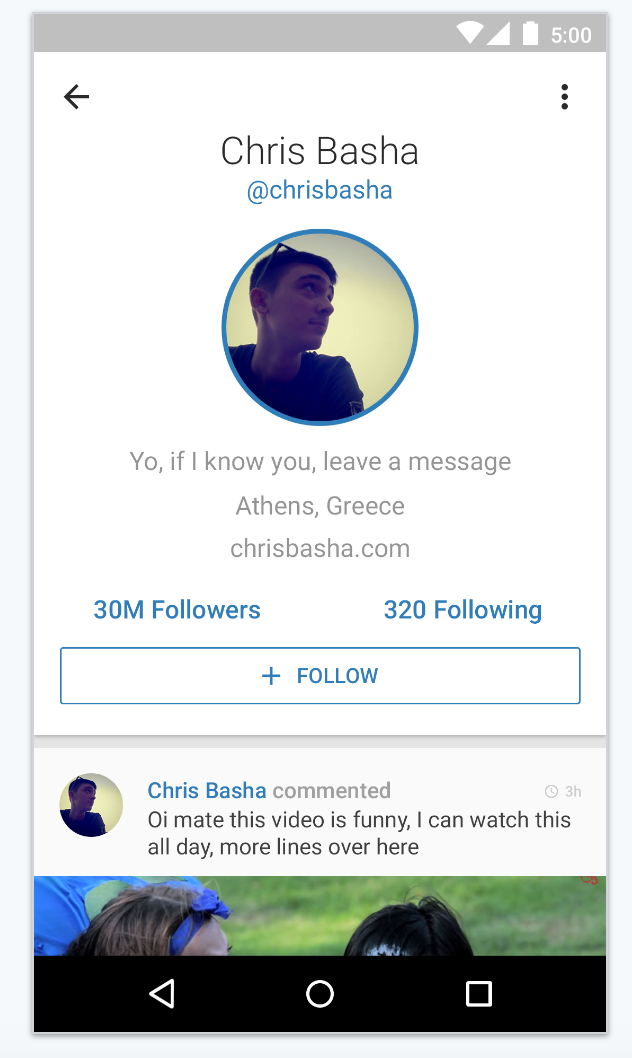 5:00
Chris Basha
@chrisbasha
Yo, if I know you, leave a message
Athens, Greece
chrisbasha.com
30M Followers 320 Following
+ FOLLOW
Chris Basha commented 3h
Oi mate this video is funny, I can watch this
all day, more lines over here